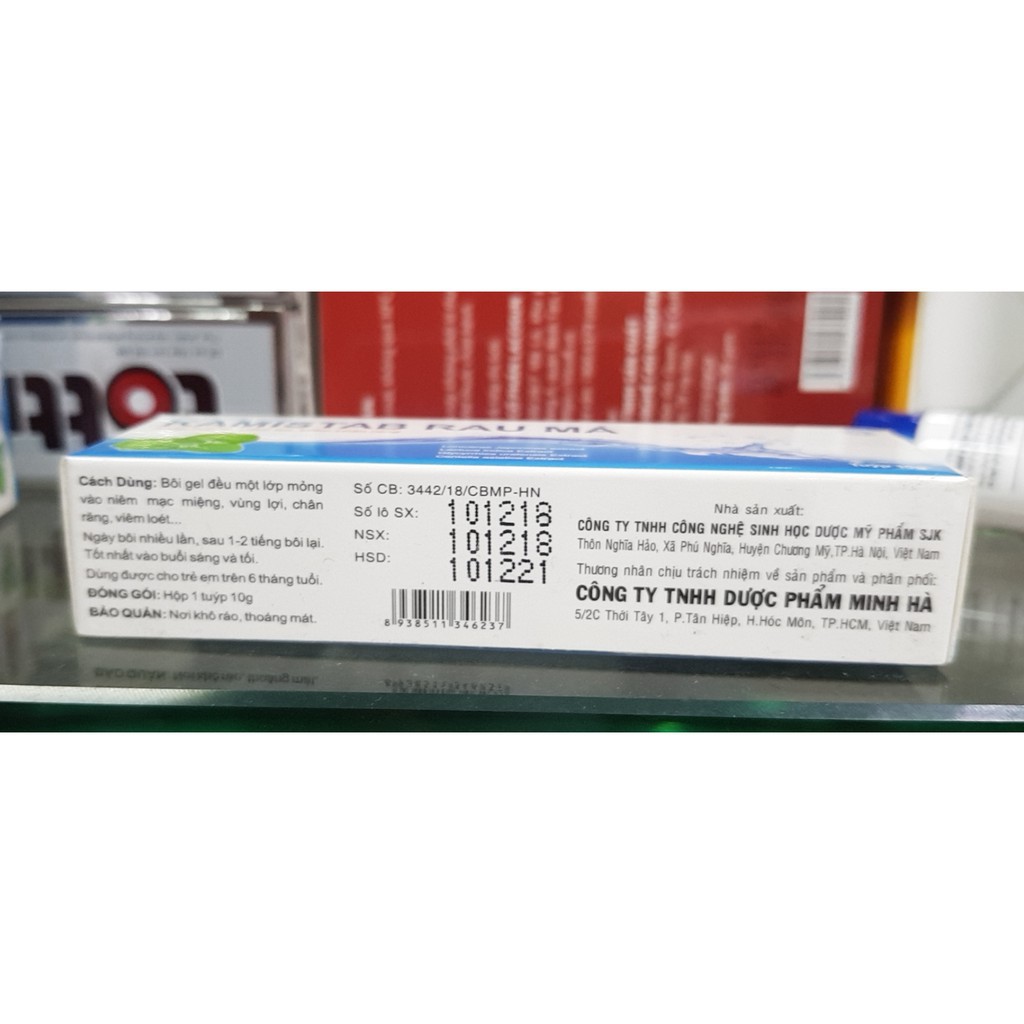 KAMISTAB RAU MÁ
Cách Dùng: Bôi gel đều một lớp mỏng
vào niêm mạc miệng, vùng lợi, chân
răng, viêm loét...
Ngày bôi nhiều lần, sau 1-2 tiếng bôi lại.
Tốt nhất vào buổi sáng và tối.
Dùng được cho trẻ em trên 6 tháng tuổi.
ĐÓNG GÓI: Hộp 1 tuýp 10g
BẢO QUẢN: Nơi khô ráo, thoáng mát.
Số CB: 3442/18/CBMP-HN
Số lô SX: 101218
NSX: 101218
HSD: 101221
8 938511 346237
Nhà sản xuất:
CÔNG TY TNHH CÔNG NGHỆ SINH HỌC DƯỢC MỸ PHẨM SJK
Thôn Nghĩa Hảo, Xã Phú Nghĩa, Huyện Chương Mỹ, TP.Hà Nội, Việt Nam
Thương nhân chịu trách nhiệm về sản phẩm và phân phối:
CÔNG TY TNHH DƯỢC PHẨM MINH HÀ
5/2C Thới Tây 1, P.Tân Hiệp, H.Hóc Môn, TP.HCM, Việt Nam